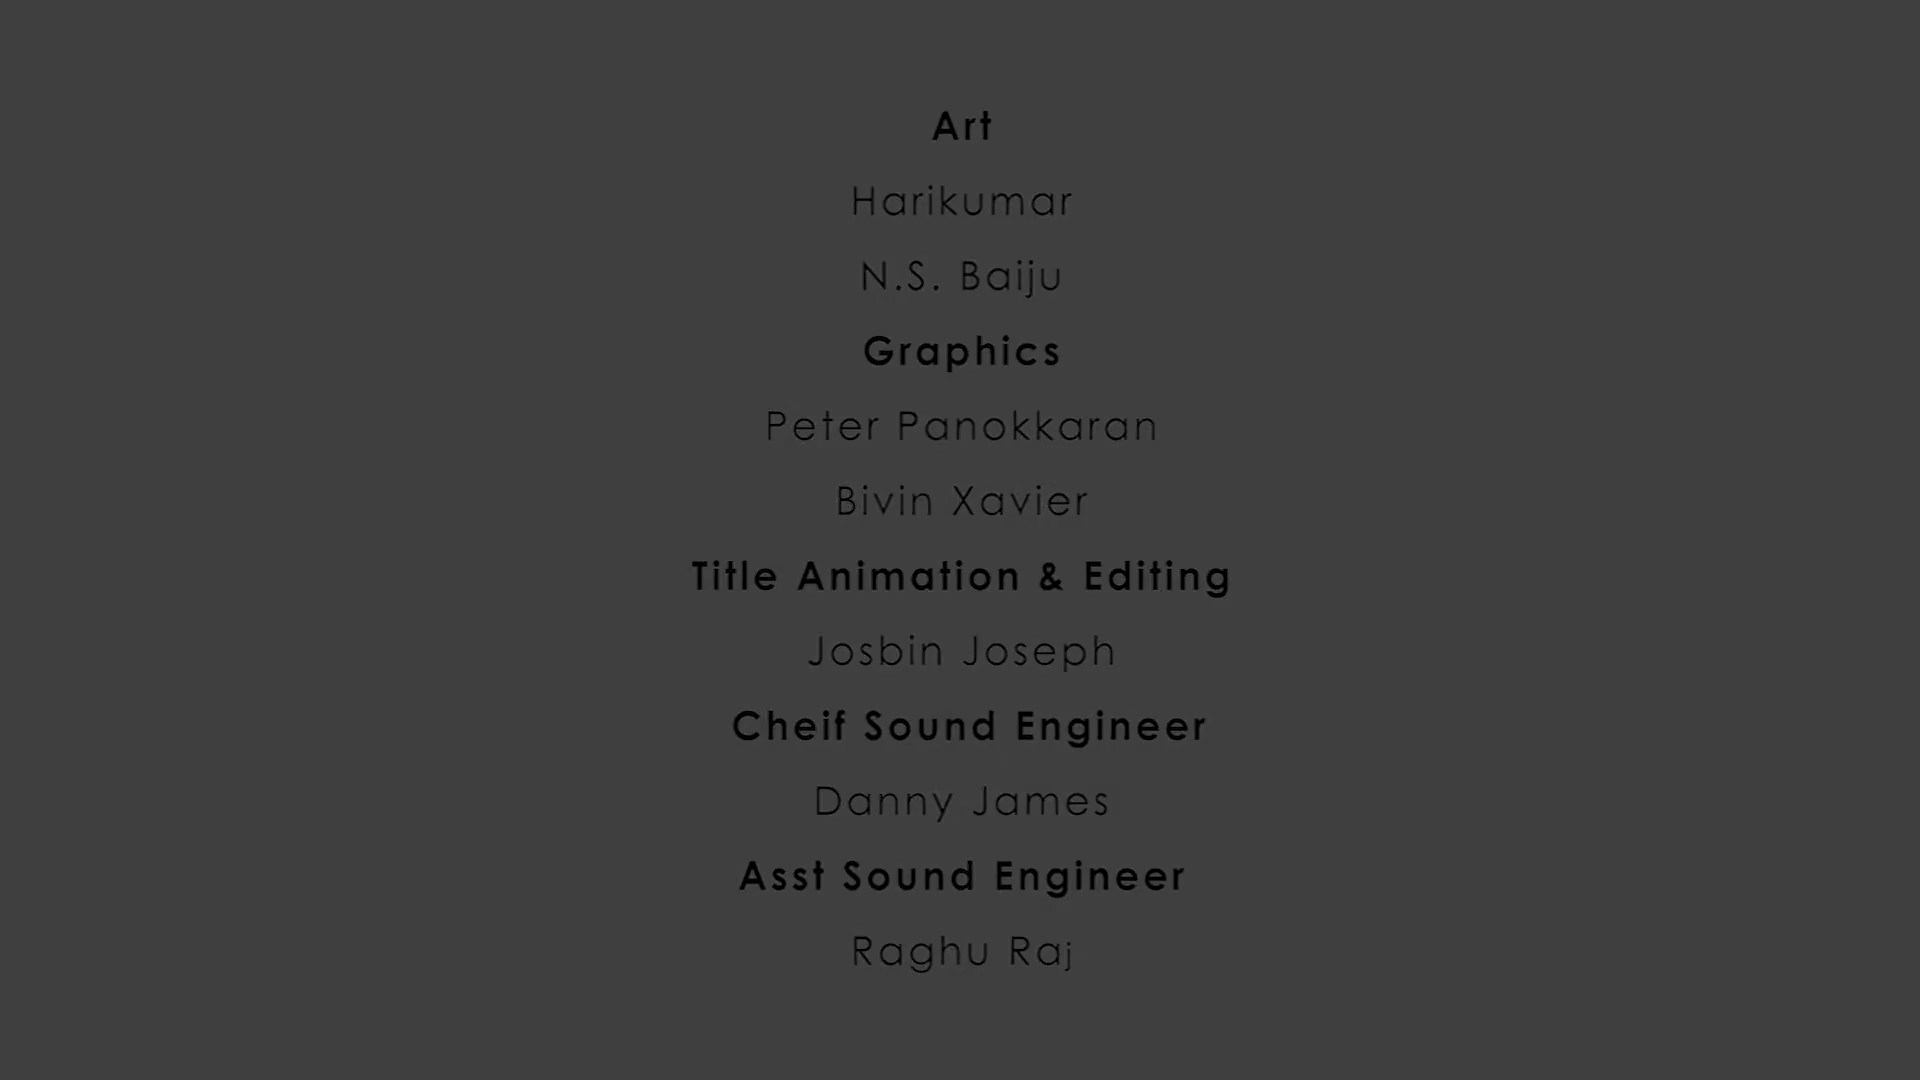 Art
Harikumar
N.S. Baiju
Graphics
Peter Panokkaran
Bivin Xavier
Title Animation & Editing
Josbin Joseph
Cheif Sound Engineer
Danny James
Asst Sound Engineer
Raghu Raj